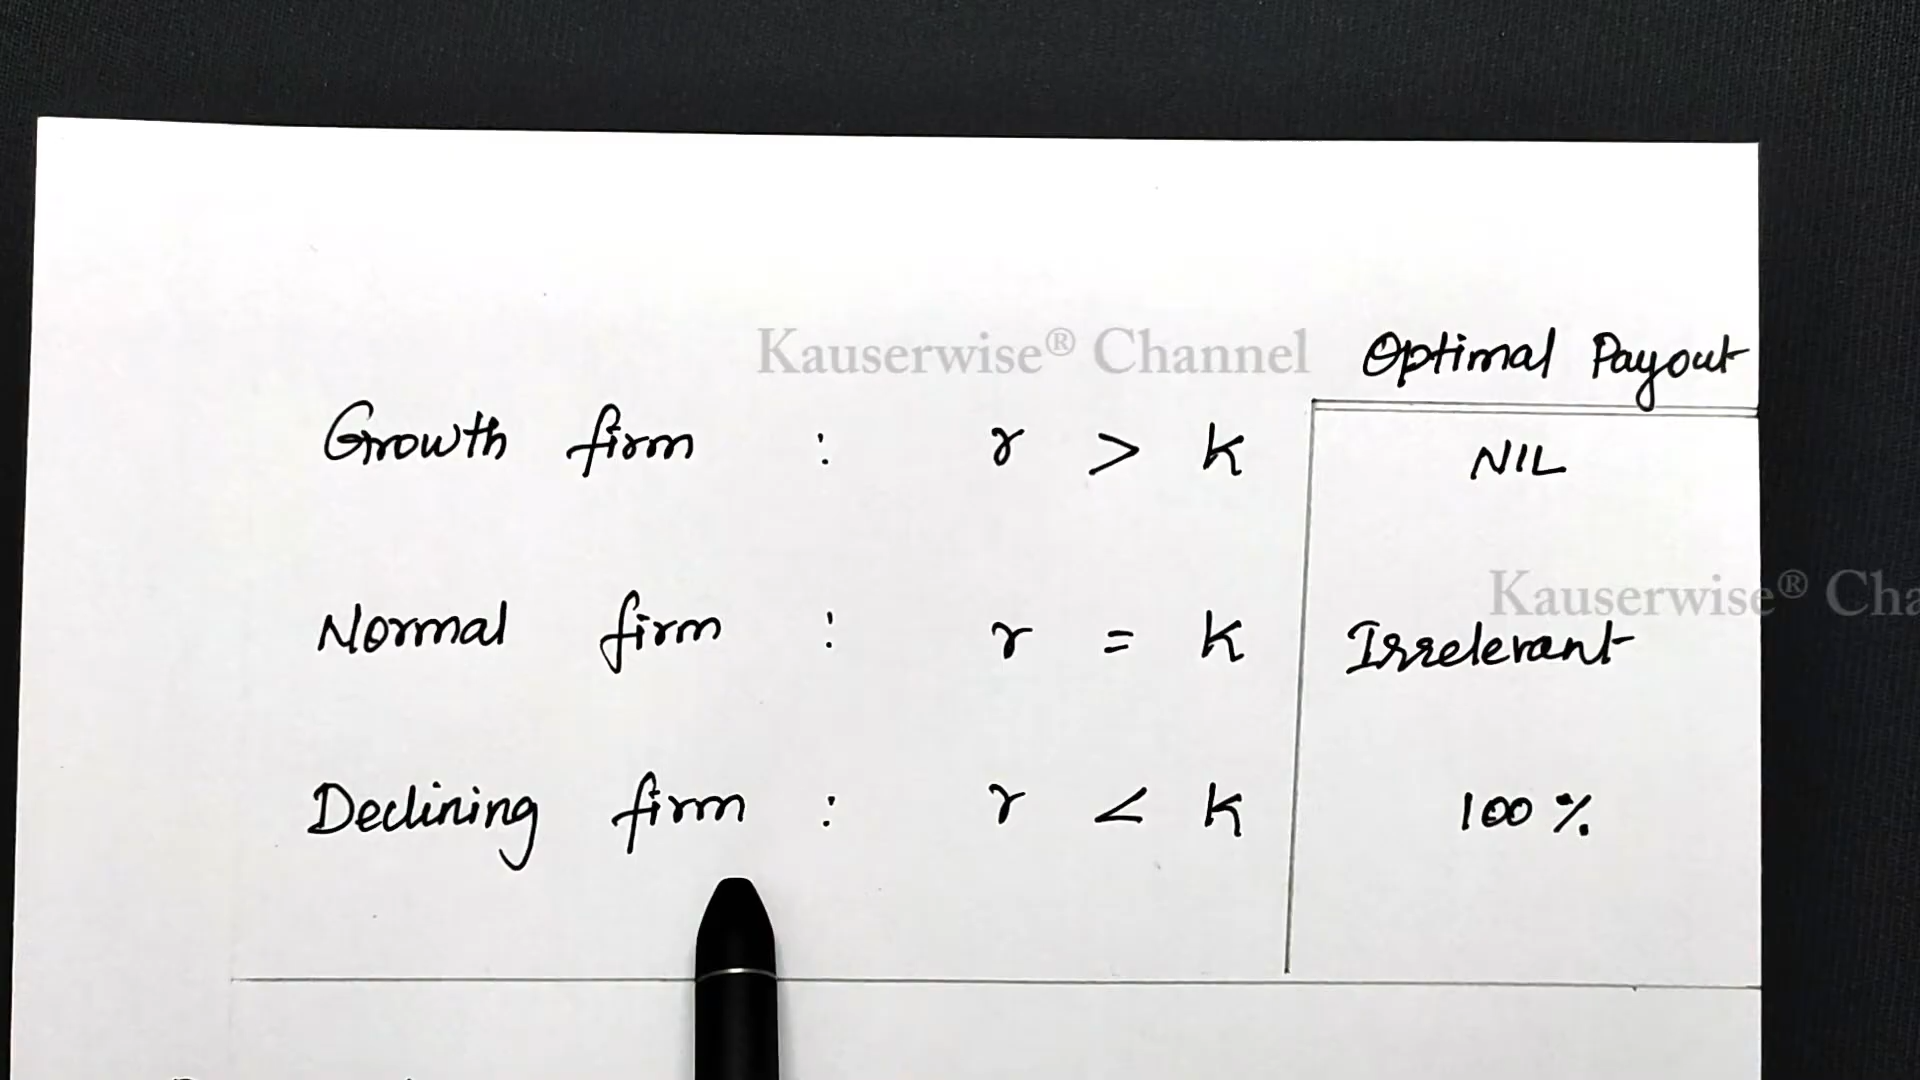 Kauserwise® Channel
Optimal Payout
Growth firm : r > k NIL
Kauserwise® Cha
Normal firm : r = k Irrelevant
Declining firm : r < k 100 %